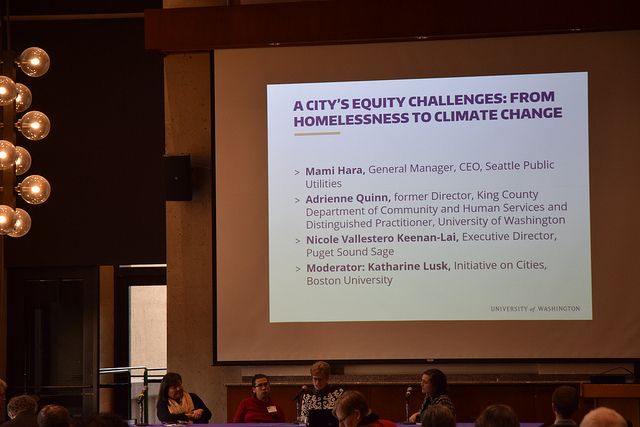 A CITY'S EQUITY CHALLENGES: FROM
HOMELESSNESS TO CLIMATE CHANGE
> Mami Hara, General Manager, CEO, Seattle Public
Utilities
> Adrienne Quinn, former Director, King County
Department of Community and Human Services and
Distinguished Practitioner, University of Washington
> Nicole Vallestero Keenan-Lai, Executive Director,
Puget Sound Sage
> Moderator: Katharine Lusk, Initiative on Cities,
Boston University
UNIVERSITY of WASHINGTON